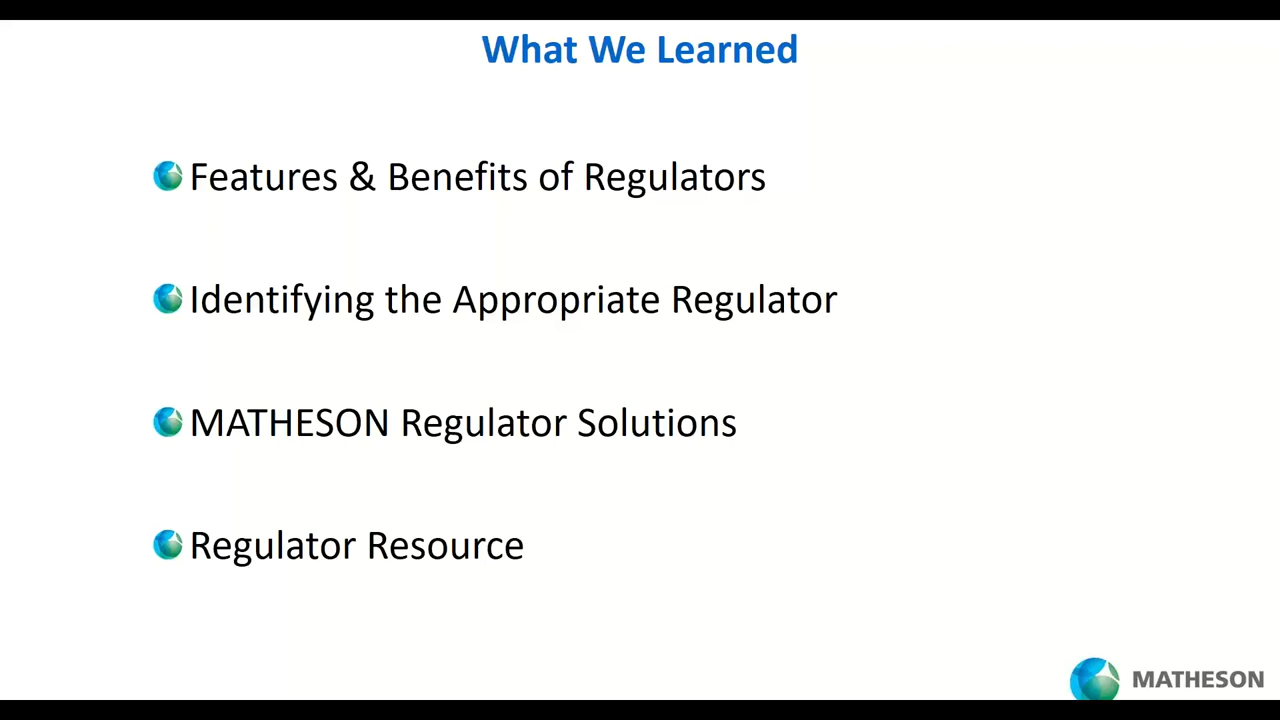 What We Learned
Features & Benefits of Regulators
Identifying the Appropriate Regulator
MATHESON Regulator Solutions
Regulator Resource
MATHESON